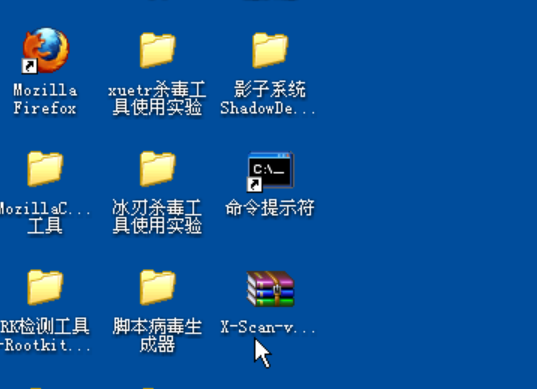 Mozilla
Firefox
xuetr杀毒工
具使用实验
影子系统
ShadowDe...
MozillaC...
工具
冰刃杀毒工
具使用实验
C:\_
命令提示符
RK检测工具
-Rootkit...
脚本病毒生
成器
X-Scan-v...